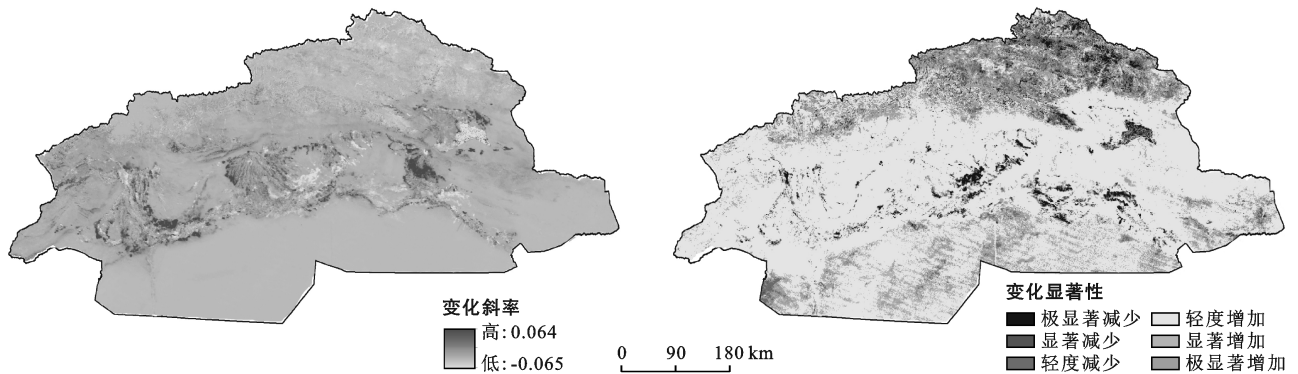 变化斜率
高: 0.064
低: -0.065
0 90 180 km
变化显著性
极显著减少 轻度增加
显著减少 显著增加
轻度减少 极显著增加